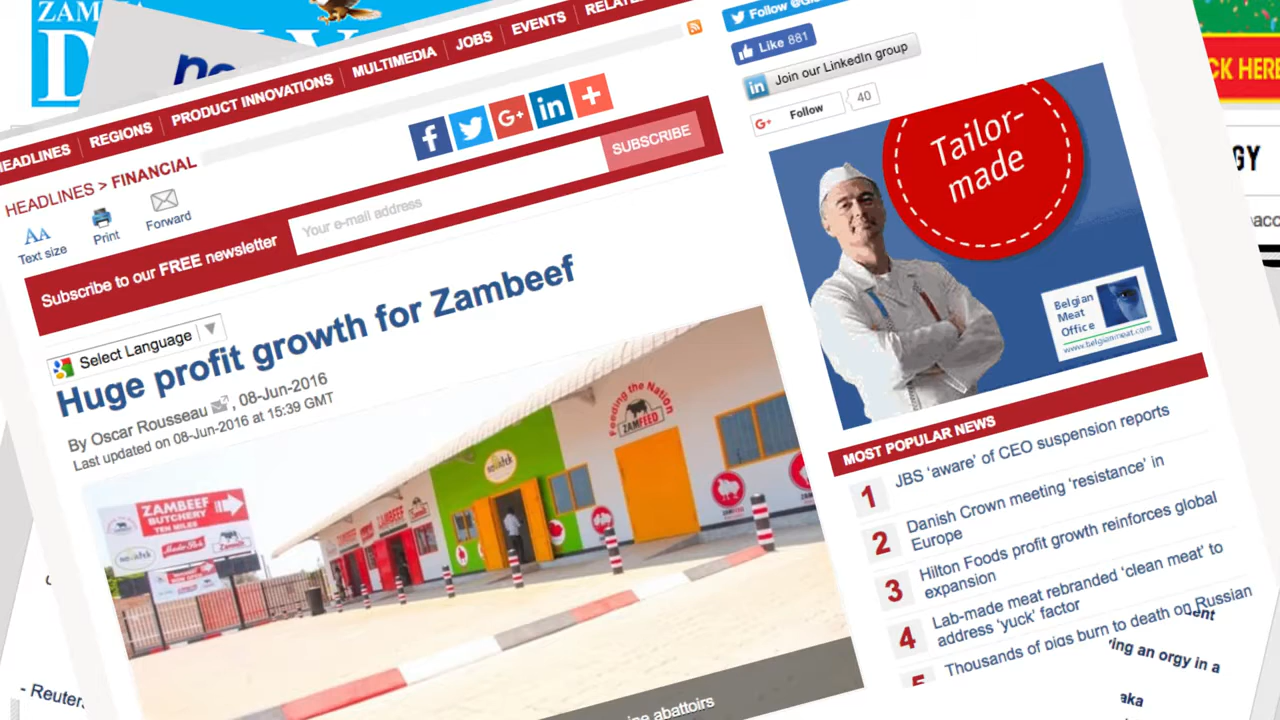 ZAM
HEADLINES
REGIONS
PRODUCT INNOVATIONS
MULTIMEDIA
JOBS
EVENTS
Follow
Like 881
Join our LinkedIn group
Follow
40
HEADLINES > FINANCIAL
Text size
Print
Forward
Subscribe to our FREE newsletter
Your e-mail address
SUBSCRIBE
Select Language
Huge profit growth for Zambeef
By Oscar Rousseau, 08-Jun-2016
Last updated on 08-Jun-2016 at 15:39 GMT
ZAMBEEF
BUTCHERY
TEN MILES
ZAMBEEF
Feeding the Nation
ZAMFEED
Tailor-
made
Belgian
Meat
Office
www.belgianmeat.com
MOST POPULAR NEWS
1 JBS ‘aware’ of CEO suspension reports
2 Danish Crown meeting ‘resistance’ in
Europe
3 Hilton Foods profit growth reinforces global
expansion
4 Lab-made meat rebranded ‘clean meat’ to
address ‘yuck’ factor
5 Thousands of pigs burn to death on Russian
abattoirs
CK HERE
GY
- Reuters
ying an orgy in a
aka